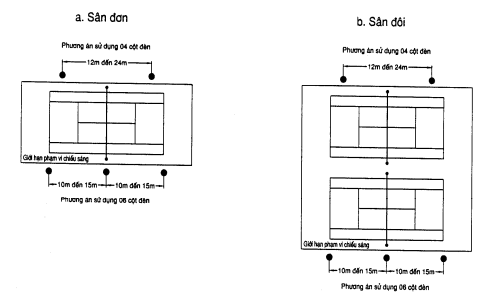 a. Sân đơn
Phương án sử dụng 04 cột đèn
12m đến 24m
Giới hạn phạm vi chiếu sáng
10m đến 15m
10m đến 15m
Phương án sử dụng 06 cột đèn
b. Sân đôi
Phương án sử dụng 04 cột đèn
12m đến 24m
Giới hạn phạm vi chiếu sáng
10m đến 15m
10m đến 15m
Phương án sử dụng 06 cột đèn